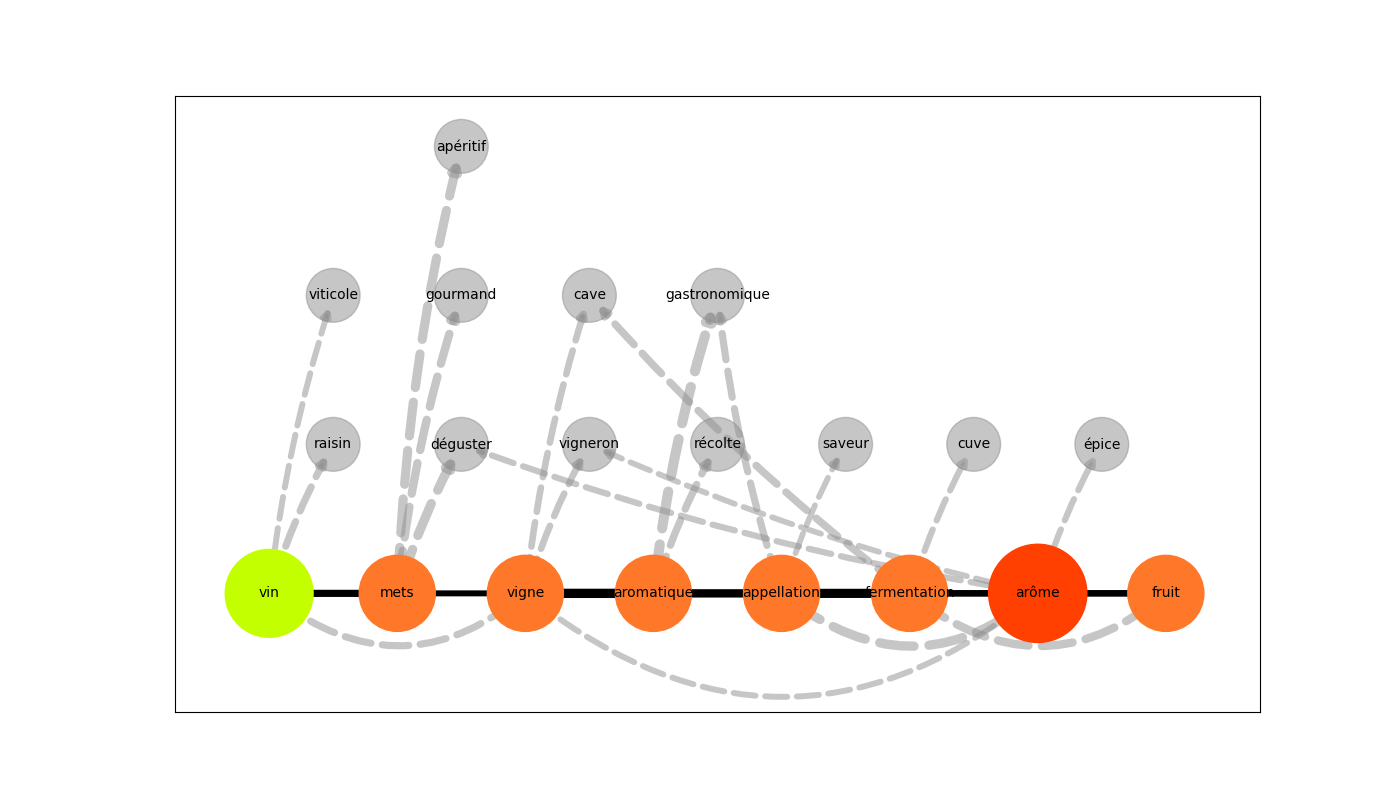 apéritif
viticole
gourmand
cave
gastronomique
raisin
déguster
vigneron
récolte
saveur
cuve
épice
vin
mets
vigne
aromatique
appellation
fermentation
arôme
fruit